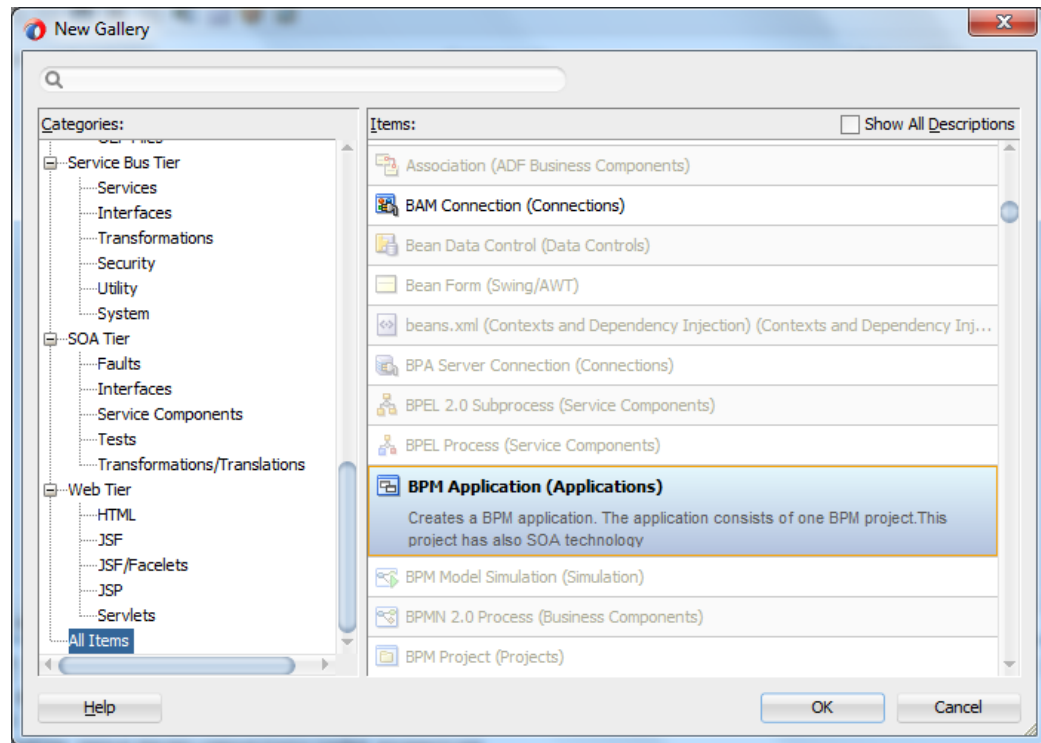 New Gallery
Categories:
Service Bus Tier
Services
Interfaces
Transformations
Security
Utility
System
SOA Tier
Faults
Interfaces
Service Components
Tests
Transformations/Translations
Web Tier
HTML
JSF
JSF/Facelets
JSP
Servlets
All Items
Items:
Show All Descriptions
Association (ADF Business Components)
BAM Connection (Connections)
Bean Data Control (Data Controls)
Bean Form (Swing/AWT)
beans.xml (Contexts and Dependency Injection) (Contexts and Dependency Inj...
BPA Server Connection (Connections)
BPEL 2.0 Subprocess (Service Components)
BPEL Process (Service Components)
BPM Application (Applications)
Creates a BPM application. The application consists of one BPM project.This
project has also SOA technology
BPM Model Simulation (Simulation)
BPMN 2.0 Process (Business Components)
BPM Project (Projects)
Help
OK
Cancel